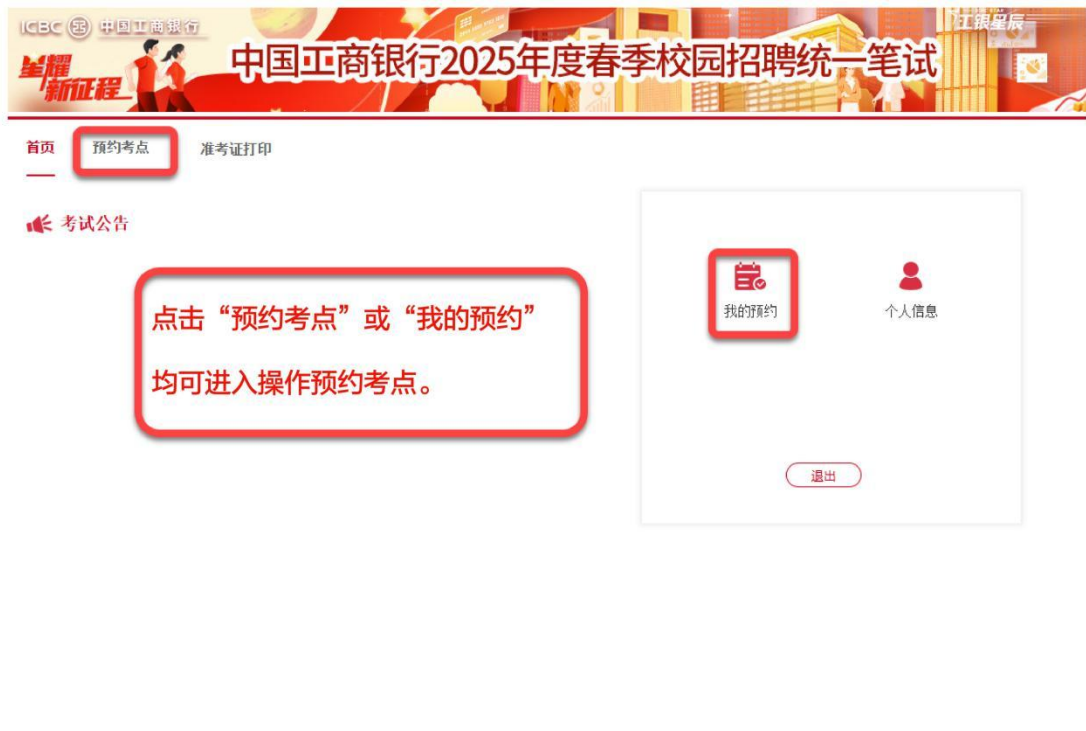 ICBC 中国工商银行
工银星辰
星耀
新征程
中国工商银行2025年度春季校园招聘统一笔试
首页 预约考点 准考证打印
考试公告
点击“预约考点”或“我的预约”
均可进入操作预约考点。
我的预约 个人信息
退出